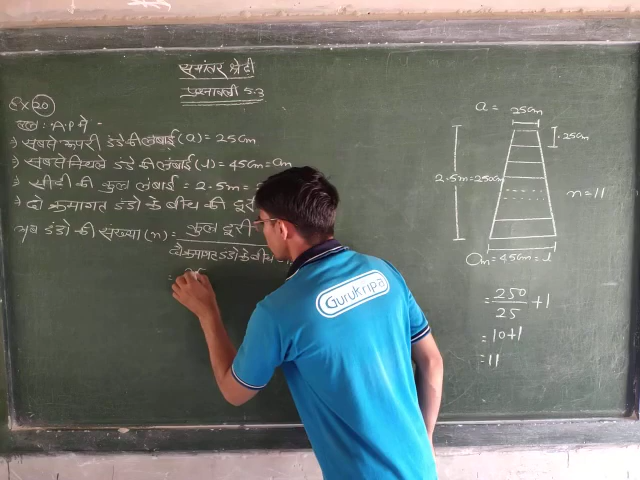 समांतर श्रेढी
प्रश्नावली 5.3
Ex 20
हल: A.P में -
⇒ सबसे ऊपरी डंडे की लंबाई (a) = 25cm
⇒ सबसे निचले डंडे की लंबाई (l) = 45cm = an
⇒ सीढी की कुल लंबाई = 2.5m =
⇒ दो क्रमागत डंडो के बीच की
अब डंडो की संख्या (n) = कुल दूरी
दो क्रमागत डंडो के बीच
=
a = 25cm
25cm
2.5m = 250cm
n = 11
an = 45cm = l
= 250/25 + 1
= 10+1
= 11
Gurukripa